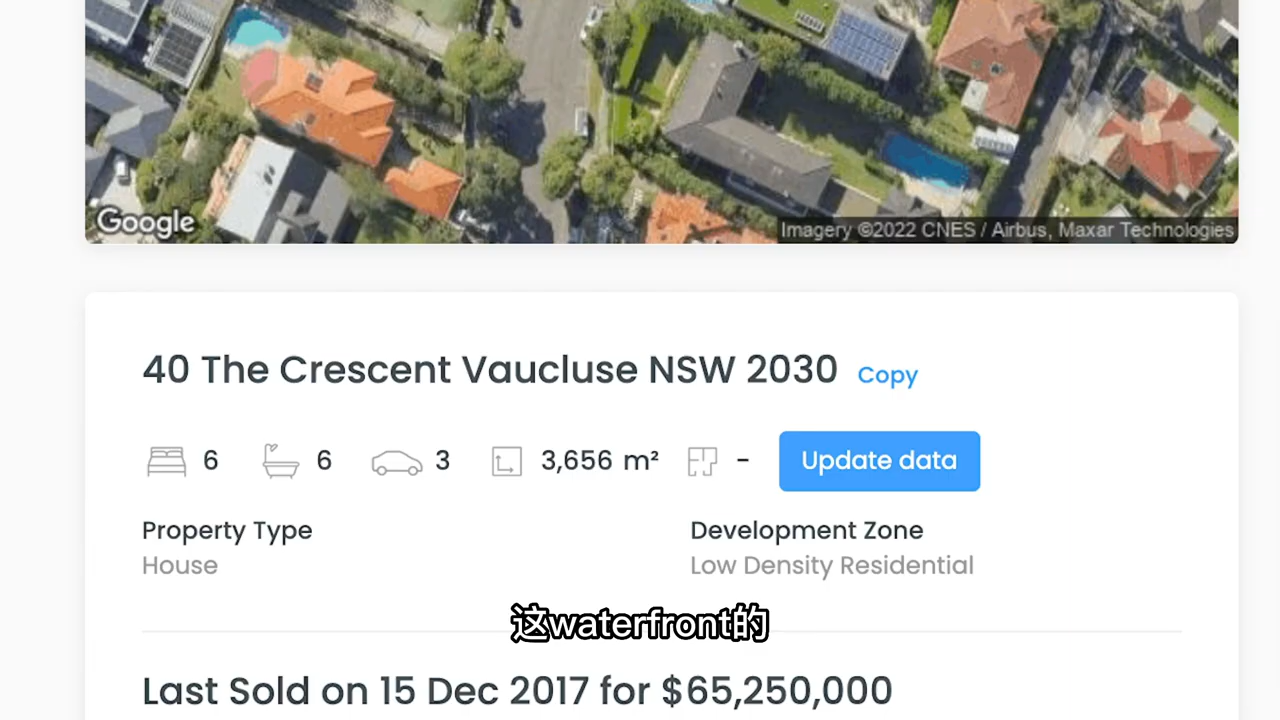 Google
Imagery ©2022 CNES / Airbus, Maxar Technologies
40 The Crescent Vaucluse NSW 2030 Copy
6 6 3 3,656 m² - Update data
Property Type Development Zone
House Low Density Residential
这waterfront的
Last Sold on 15 Dec 2017 for $65,250,000